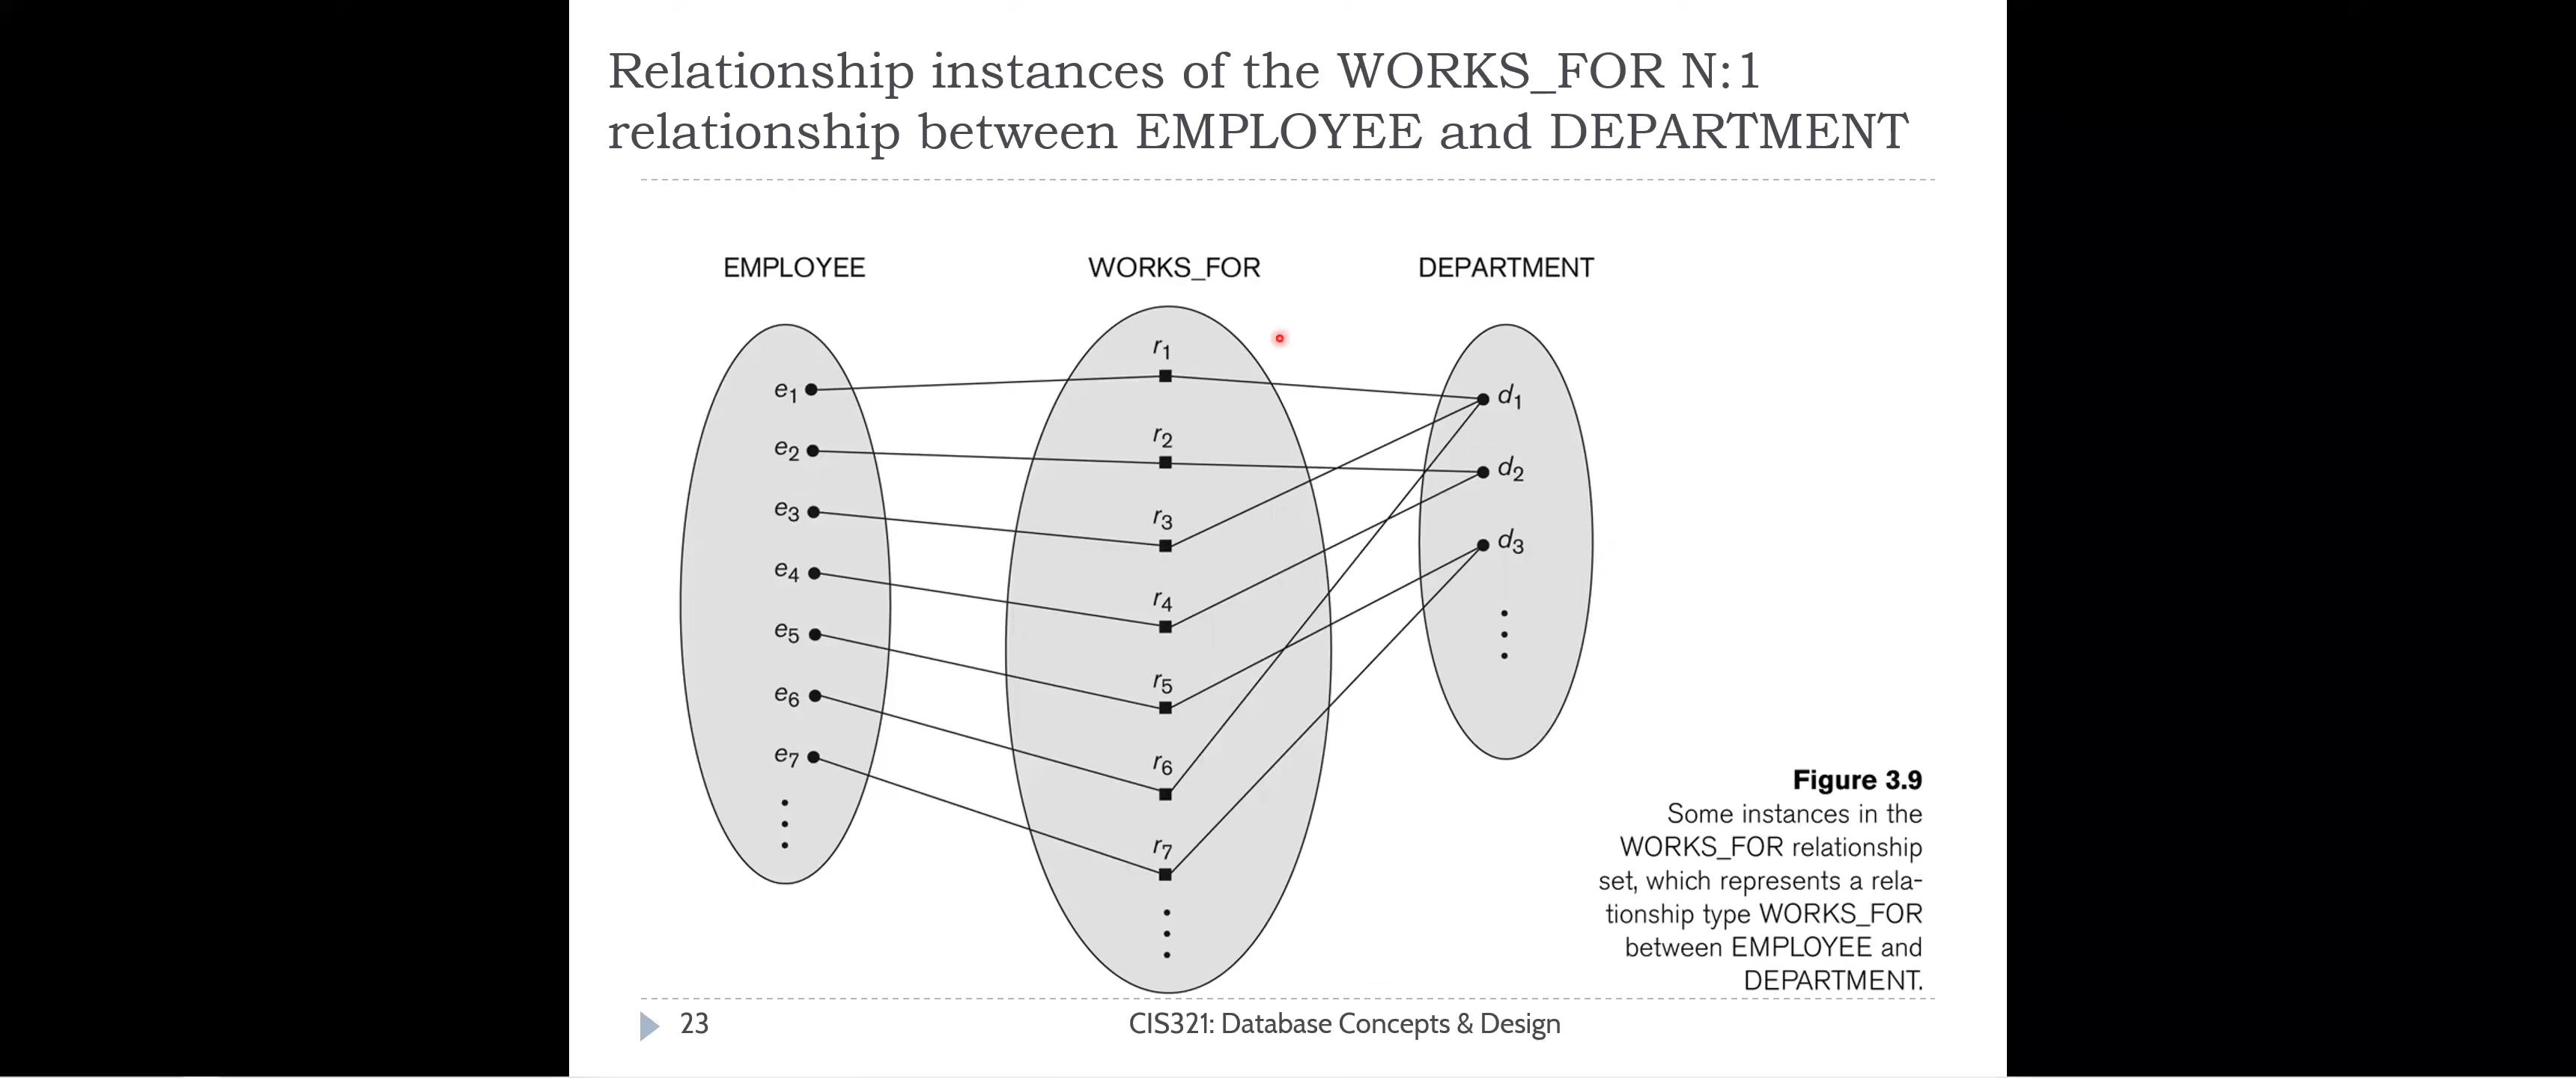 Relationship instances of the WORKS_FOR N:1
relationship between EMPLOYEE and DEPARTMENT
EMPLOYEE
WORKS_FOR
DEPARTMENT
e1
e2
e3
e4
e5
e6
e7
r1
r2
r3
r4
r5
r6
r7
d1
d2
d3
Figure 3.9
Some instances in the
WORKS_FOR relationship
set, which represents a rela-
tionship type WORKS_FOR
between EMPLOYEE and
DEPARTMENT.
23
CIS321: Database Concepts & Design